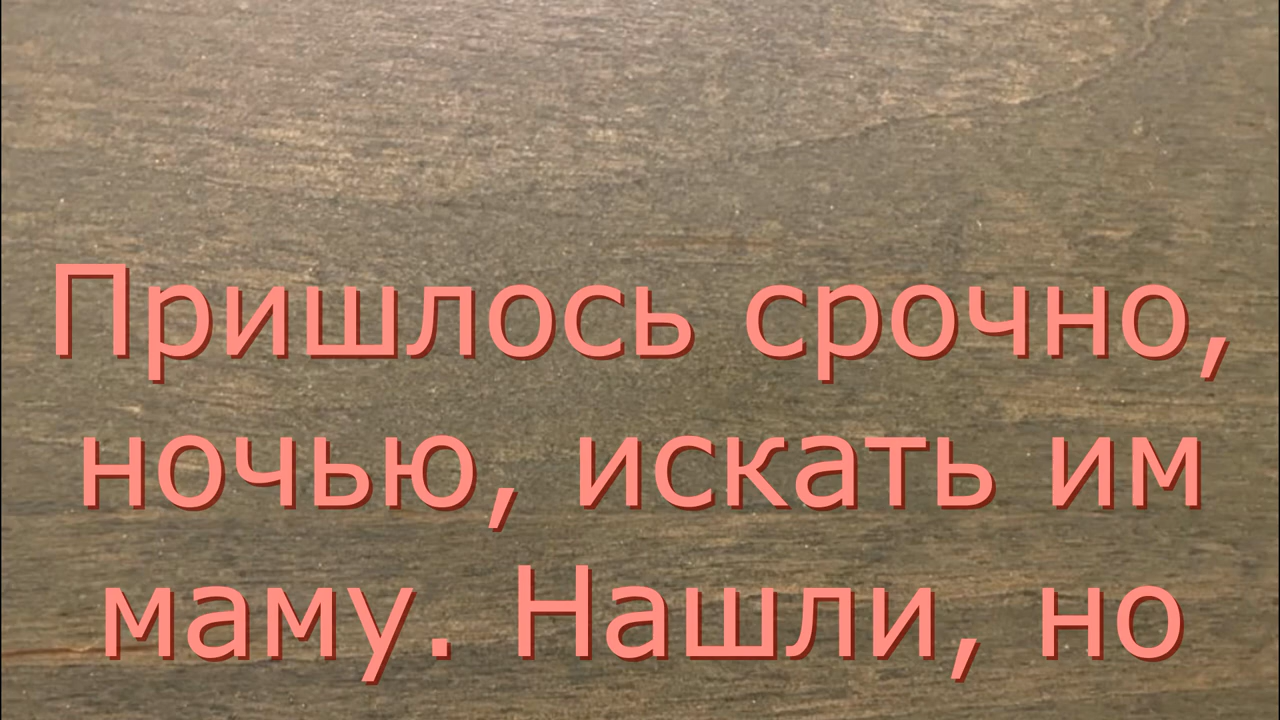 Пришлось срочно,
ночью, искать им
маму. Нашли, но